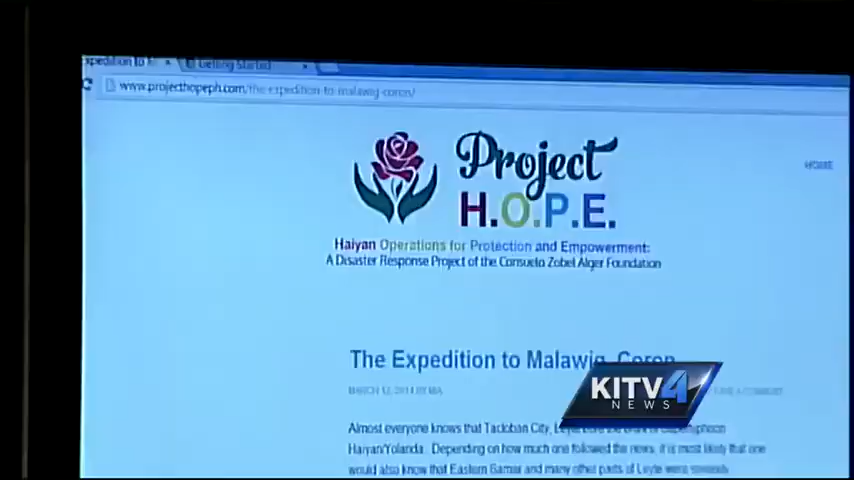 pedition to
Getting Started
www.projecthopeph.com/the-expedition-to-malawig-coron/
Project
H.O.P.E.
HOME
Haiyan Operations for Protection and Empowerment:
A Disaster Response Project of the Consuelo Zobel Alger Foundation
The Expedition to Malawig, Coron
KITV4
NEWS
Almost everyone knows that Tacloban City,
Haiyan/Yolanda. Depending on how much one followed the news, it is most likely that one
would also know that Eastern Samar and many other parts of Leyte were